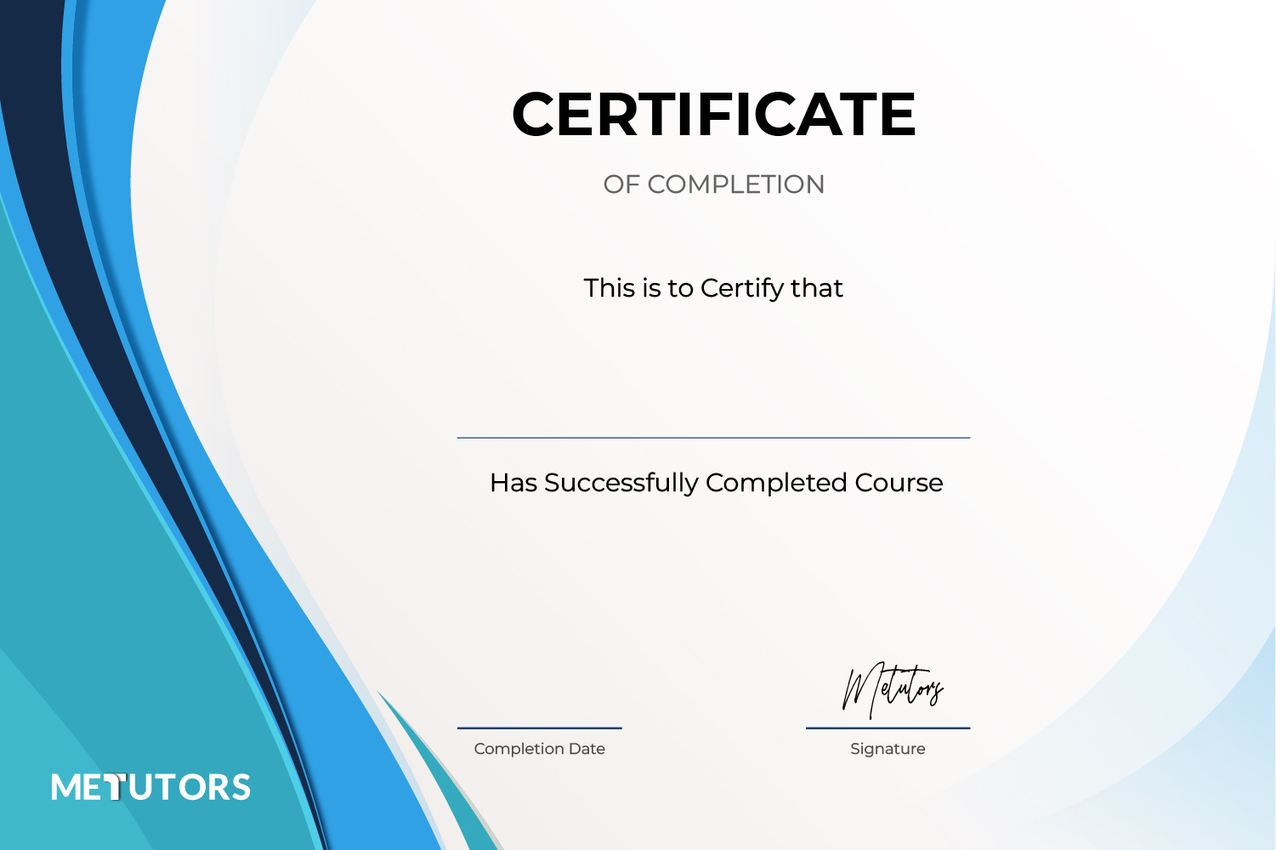 CERTIFICATE
OF COMPLETION
This is to Certify that
Has Successfully Completed Course
Metutors
Completion Date
Signature
METUTORS